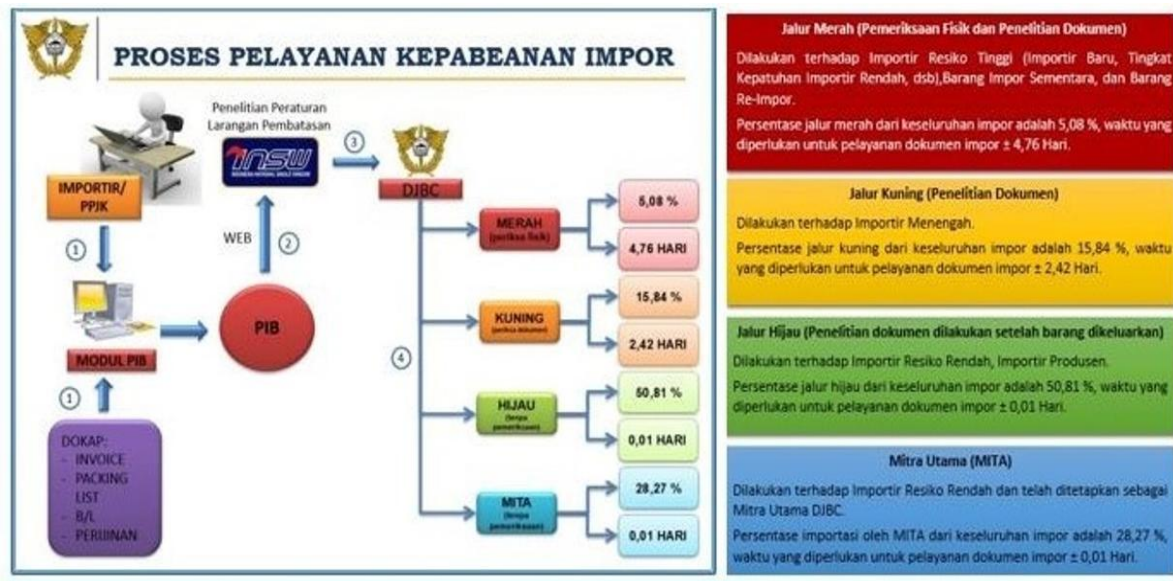 PROSES PELAYANAN KEPABEANAN IMPOR
Penelitian Peraturan
Larangan Pembatasan
INSW
INDONESIA NATIONAL SINGLE WINDOW
3
DJBC
IMPORTIR/
PPJK
1
WEB
2
MODUL PIB
PIB
1
DOKAP:
- INVOICE
- PACKING
LIST
- B/L
- PERIJINAN
4
MERAH
(periksa fisik)
5,08 %
4,76 HARI
KUNING
(periksa dokumen)
15,84 %
2,42 HARI
HIJAU
(tanpa
pemeriksaan)
50,81 %
0,01 HARI
MITA
(tanpa
pemeriksaan)
28,27 %
0,01 HARI
Jalur Merah (Pemeriksaan Fisik dan Penelitian Dokumen)
Dilakukan terhadap Importir Resiko Tinggi (Importir Baru, Tingkat
Kepatuhan Importir Rendah, dsb),Barang Impor Sementara, dan Barang
Re-Impor.
Persentase jalur merah dari keseluruhan impor adalah 5,08 %, waktu yang
diperlukan untuk pelayanan dokumen impor ± 4,76 Hari.
Jalur Kuning (Penelitian Dokumen)
Dilakukan terhadap Importir Menengah.
Persentase jalur kuning dari keseluruhan impor adalah 15,84 %, waktu
yang diperlukan untuk pelayanan dokumen impor ± 2,42 Hari.
Jalur Hijau (Penelitian dokumen dilakukan setelah barang dikeluarkan)
Dilakukan terhadap Importir Resiko Rendah, Importir Produsen.
Persentase jalur hijau dari keseluruhan impor adalah 50,81 %, waktu yang
diperlukan untuk pelayanan dokumen impor ± 0,01 Hari.
Mitra Utama (MITA)
Dilakukan terhadap Importir Resiko Rendah dan telah ditetapkan sebagai
Mitra Utama DJBC.
Persentase importasi oleh MITA dari keseluruhan impor adalah 28,27 %,
waktu yang diperlukan untuk pelayanan dokumen impor ± 0,01 Hari.